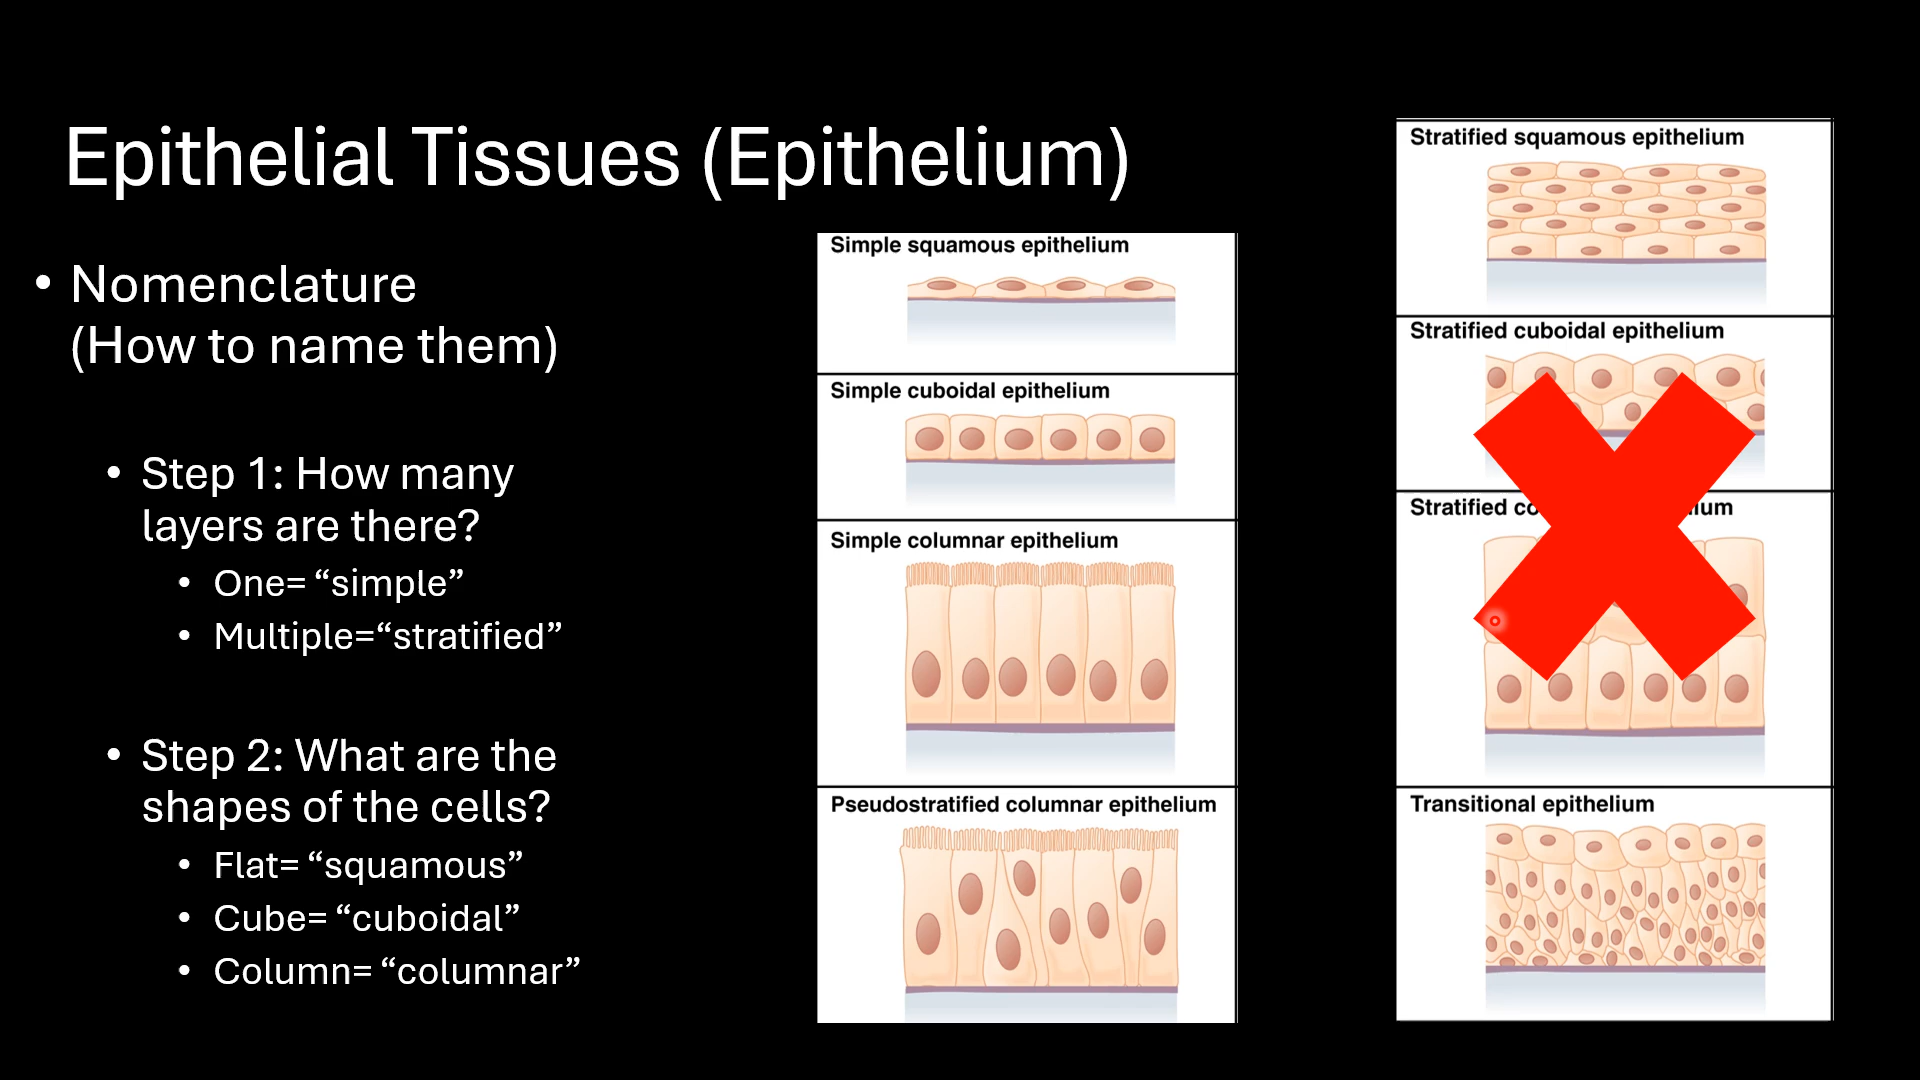 Epithelial Tissues (Epithelium)
• Nomenclature
(How to name them)
• Step 1: How many
layers are there?
• One= “simple”
• Multiple=“stratified”
• Step 2: What are the
shapes of the cells?
• Flat= “squamous”
• Cube= “cuboidal”
• Column= “columnar”
Simple squamous epithelium
Simple cuboidal epithelium
Simple columnar epithelium
Pseudostratified columnar epithelium
Stratified squamous epithelium
Stratified cuboidal epithelium
Stratified
Transitional epithelium